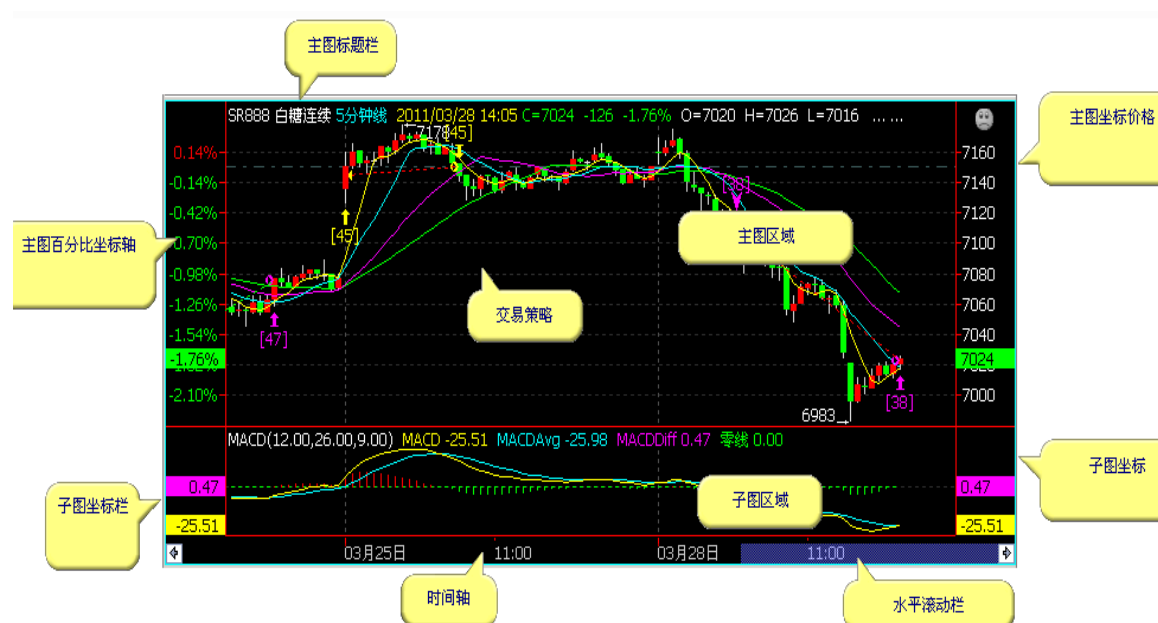 主图标题栏
SR888 白糖连续 5分钟线 2011/03/28 14:05 C=7024 -126 -1.76% O=7020 H=7026 L=7016 ... ...
主图坐标价格
7178
[45]
0.14%
7160
-0.14%
7140
[38]
-0.42%
7120
[45]
主图区域
主图百分比坐标轴
-0.70%
7100
-0.98%
7080
-1.26%
7060
交易策略
[47]
-1.54%
7040
-1.76%
7024
-2.10%
7000
[38]
6983
MACD(12.00,26.00,9.00) MACD -25.51 MACDAvg -25.98 MACDDiff 0.47 零线 0.00
子图坐标
0.47
0.47
子图坐标栏
子图区域
-25.51
-25.51
03月25日 11:00 03月28日 11:00
时间轴
水平滚动栏